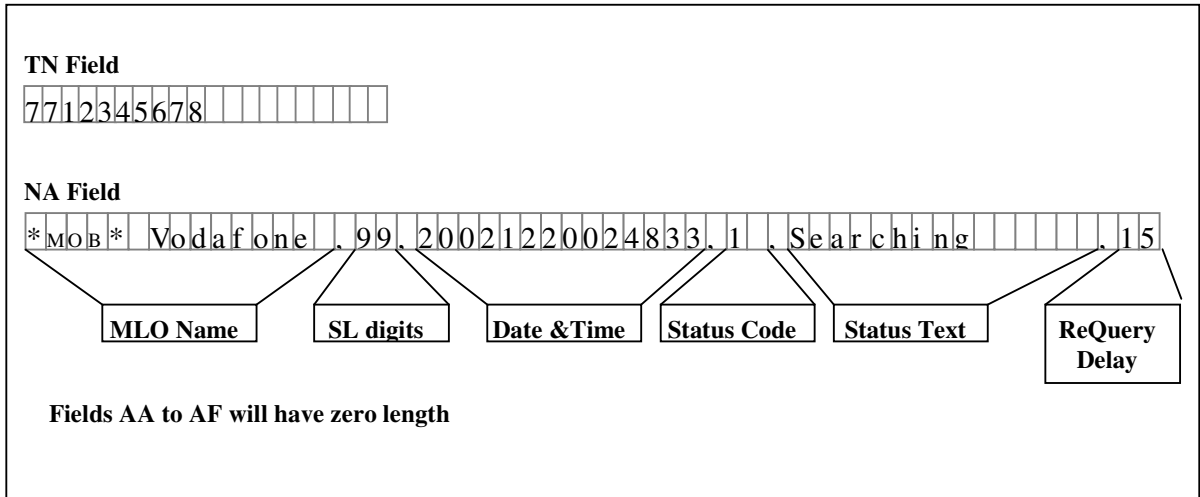 TN Field
7712345678
NA Field
*MOB* Vodafone ,99,20021220024833,1 ,Searching ,15
MLO Name SL digits Date &Time Status Code Status Text ReQuery Delay
Fields AA to AF will have zero length